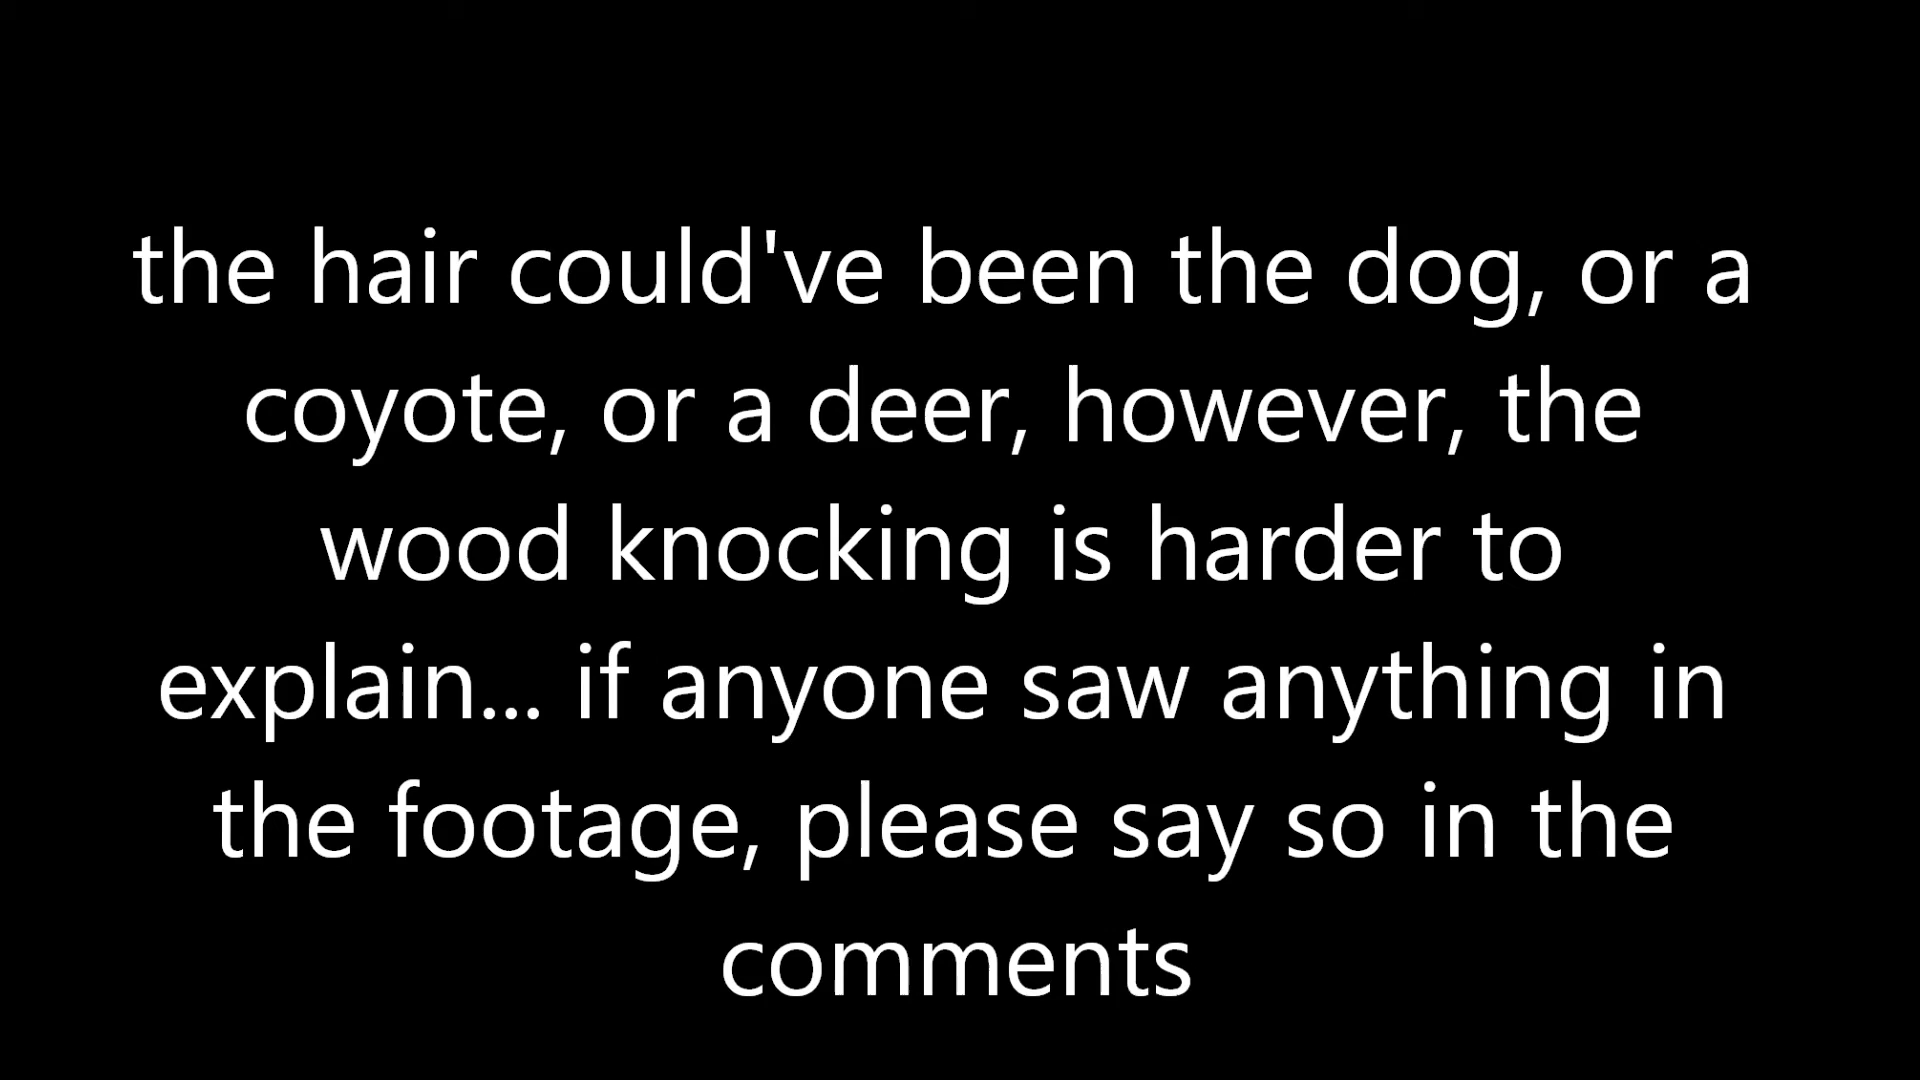 the hair could've been the dog, or a
coyote, or a deer, however, the
wood knocking is harder to
explain... if anyone saw anything in
the footage, please say so in the
comments